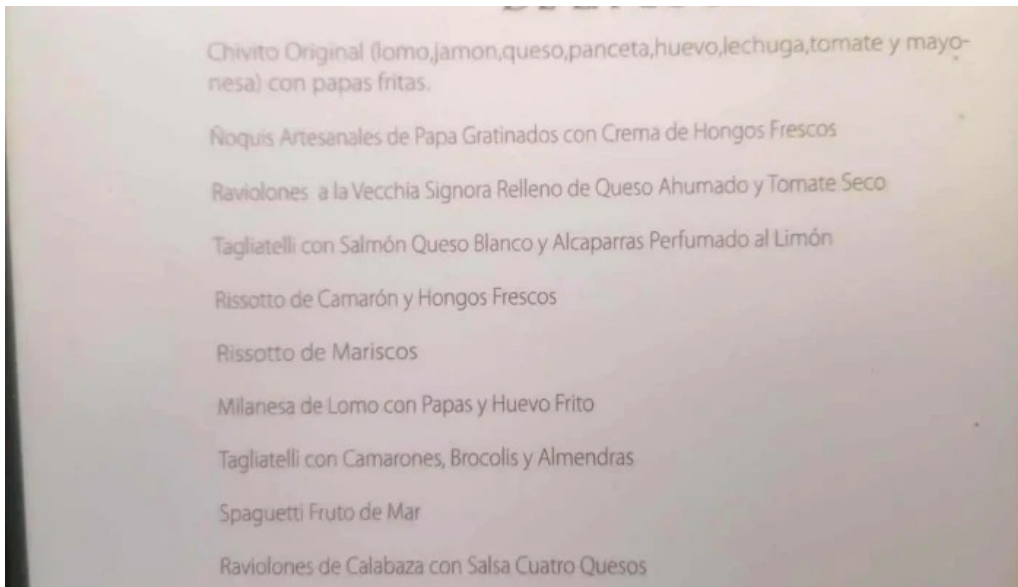 Chivito Original (lomo,jamon,queso,panceta,huevo,lechuga,tomate y mayo-
nesa) con papas fritas.
Ñoquis Artesanales de Papa Gratinados con Crema de Hongos Frescos
Raviolones a la Vecchia Signora Relleno de Queso Ahumado y Tomate Seco
Tagliatelli con Salmón Queso Blanco y Alcaparras Perfumado al Limón
Rissotto de Camarón y Hongos Frescos
Rissotto de Mariscos
Milanesa de Lomo con Papas y Huevo Frito
Tagliatelli con Camarones, Brocolis y Almendras
Spaguetti Fruto de Mar
Raviolones de Calabaza con Salsa Cuatro Quesos